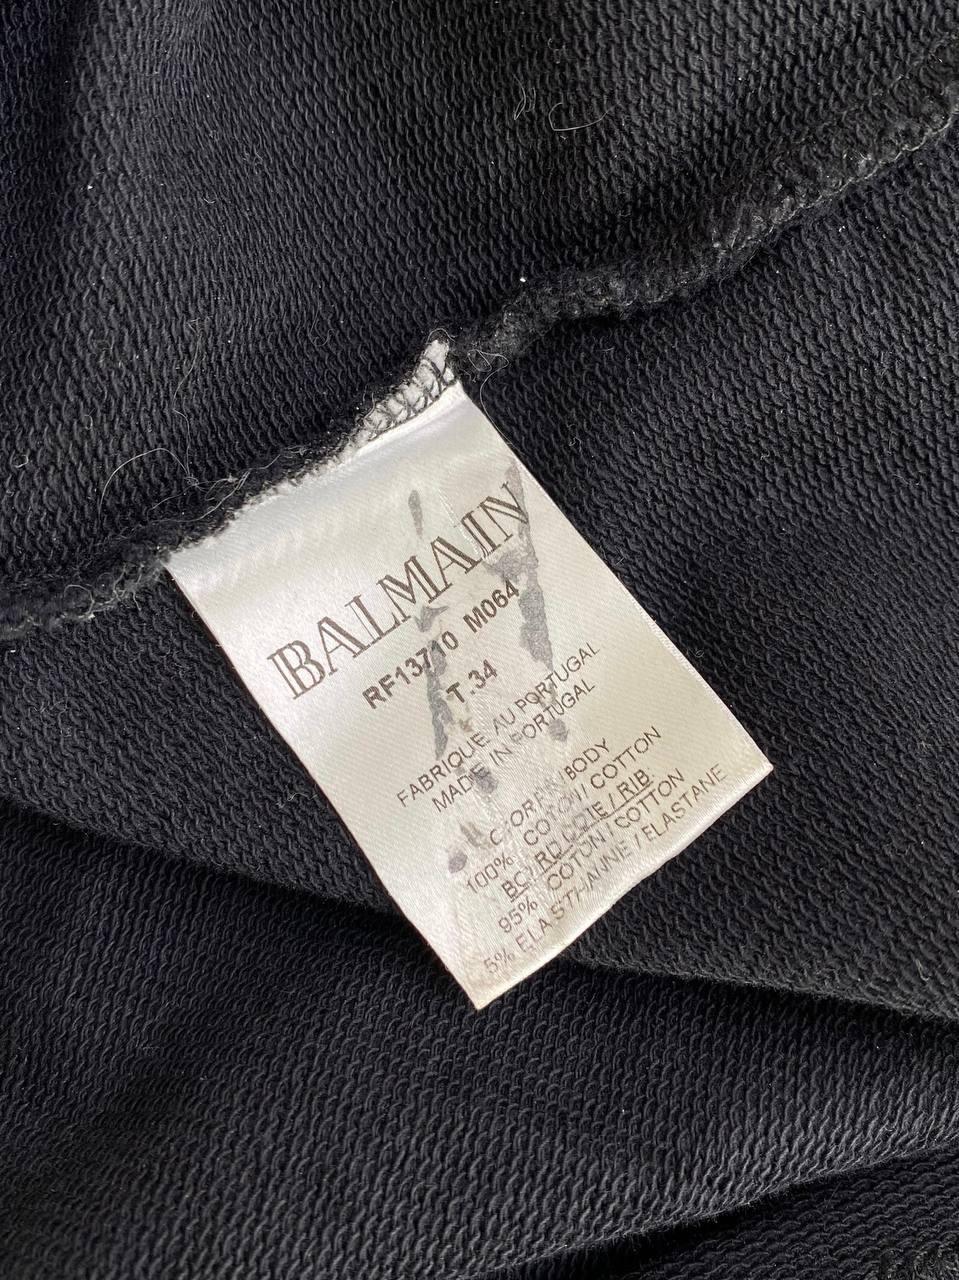 BALMAIN
RF13710 M064
T.34
FABRIQUE AU PORTUGAL
MADE IN PORTUGAL
CORPS / BODY
100% COTON / COTTON
BORD COTE / RIB
95% COTON / COTTON
5% ELASTHANNE / ELASTANE